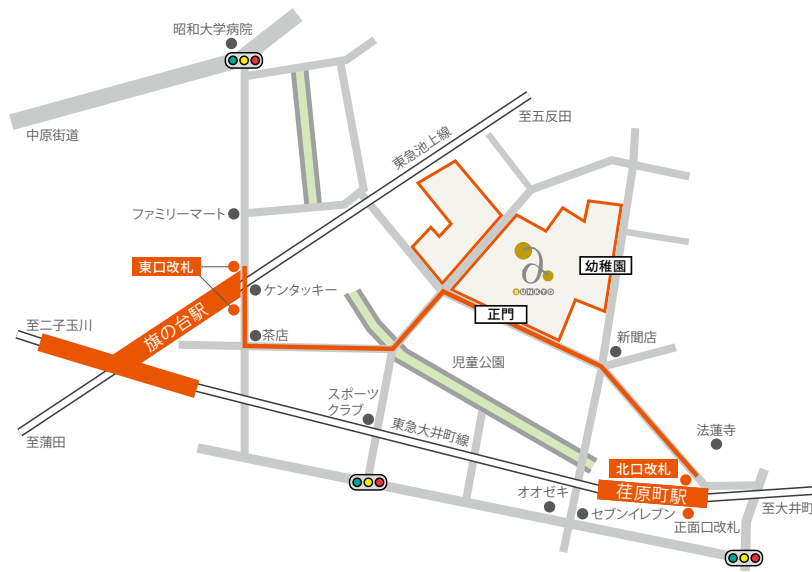 昭和大学病院
中原街道
至五反田
東急池上線
ファミリーマート
東口改札
幼稚園
ケンタッキー
BUNKYO
正門
至二子玉川
旗の台駅
茶店
新聞店
児童公園
スポーツ
クラブ
東急大井町線
法蓮寺
至蒲田
北口改札
荏原町駅
オオゼキ
セブンイレブン
至大井町
正面口改札